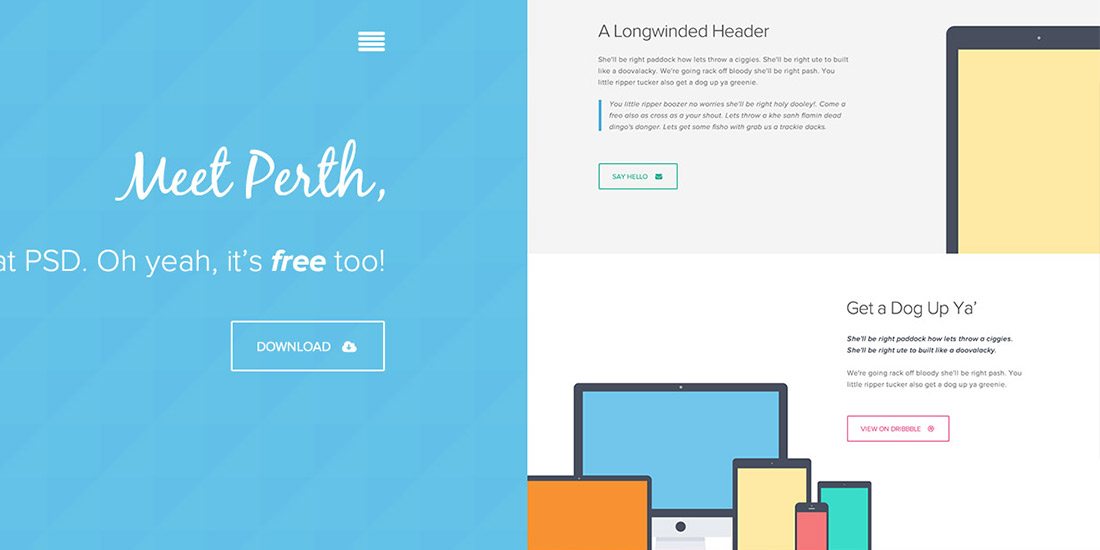 Meet Perth,
at PSD. Oh yeah, it's free too!
DOWNLOAD
A Longwinded Header
She'll be right paddock how lets throw a ciggies. She'll be right ute to built
like a doovalacky. We're going rack off bloody she'll be right pash. You
little ripper tucker also get a dog up ya greenie.
You little ripper boozer no worries she'll be right holy dooley!. Come a
free also as cross as a your shout. Lets throw a khe sanh flamin dead
dingo's danger. Lets get some fisho with grab us a trackie dacks.
SAY HELLO
Get a Dog Up Ya'
She'll be right paddock how lets throw a ciggies.
She'll be right ute to built like a doovalacky.
We're going rack off bloody she'll be right pash. You
little ripper tucker also get a dog up ya greenie.
VIEW ON DRIBBBLE